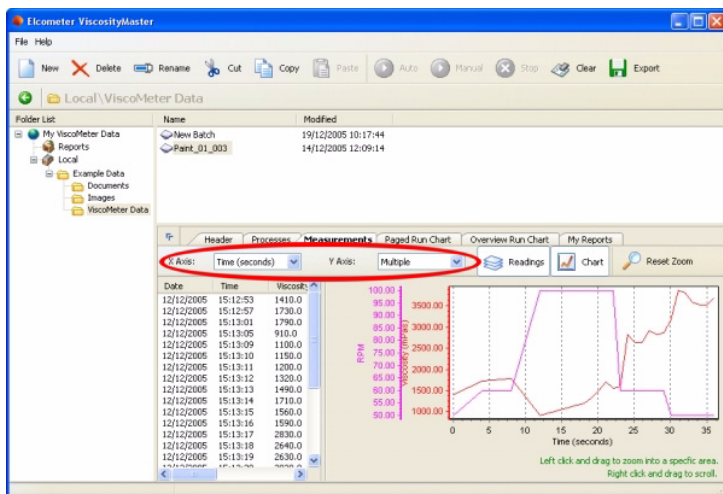 Elcometer ViscosityMaster
File Help
New Delete Rename Cut Copy Paste Auto Manual Stop Clear Export
Local\ViscoMeter Data
Folder List
My ViscoMeter Data
Reports
Local
Example Data
Documents
Images
ViscoMeter Data
Name Modified
New Batch 19/12/2005 10:17:44
Paint_01_003 14/12/2005 12:09:14
Header Processes Measurements Paged Run Chart Overview Run Chart My Reports
X Axis: Time (seconds) Y Axis: Multiple Readings Chart Reset Zoom
Date Time Viscosity
12/12/2005 15:12:53 1410.0
12/12/2005 15:12:57 1730.0
12/12/2005 15:13:01 1790.0
12/12/2005 15:13:05 910.0
12/12/2005 15:13:09 1100.0
12/12/2005 15:13:10 1150.0
12/12/2005 15:13:11 1200.0
12/12/2005 15:13:12 1320.0
12/12/2005 15:13:13 1490.0
12/12/2005 15:13:14 1710.0
12/12/2005 15:13:15 1560.0
12/12/2005 15:13:16 1590.0
12/12/2005 15:13:17 2830.0
12/12/2005 15:13:18 2640.0
12/12/2005 15:13:19 2630.0
RPM
100.00
95.00
90.00
85.00
80.00
75.00
70.00
65.00
60.00
55.00
50.00
Viscosity (mPas)
3500.00
3000.00
2500.00
2000.00
1500.00
1000.00
0 5 10 15 20 25 30 35
Time (seconds)
Left click and drag to zoom into a specfic area.
Right click and drag to scroll.